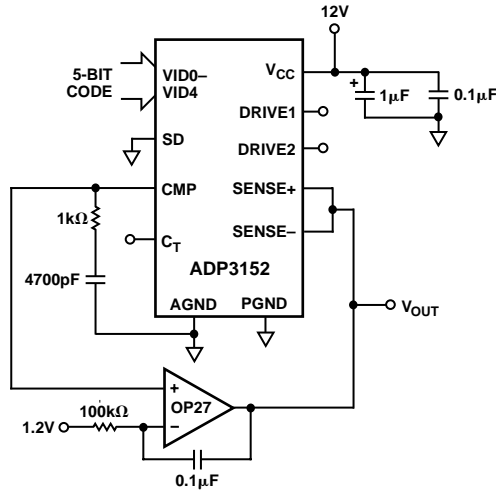 12V
5-BIT
CODE
VID0–
VID4
VCC
1µF
0.1µF
+
DRIVE1
SD
DRIVE2
CMP
SENSE+
1kΩ
CT
SENSE–
4700pF
ADP3152
AGND
PGND
VOUT
+
OP27
100kΩ
1.2V
–
0.1µF